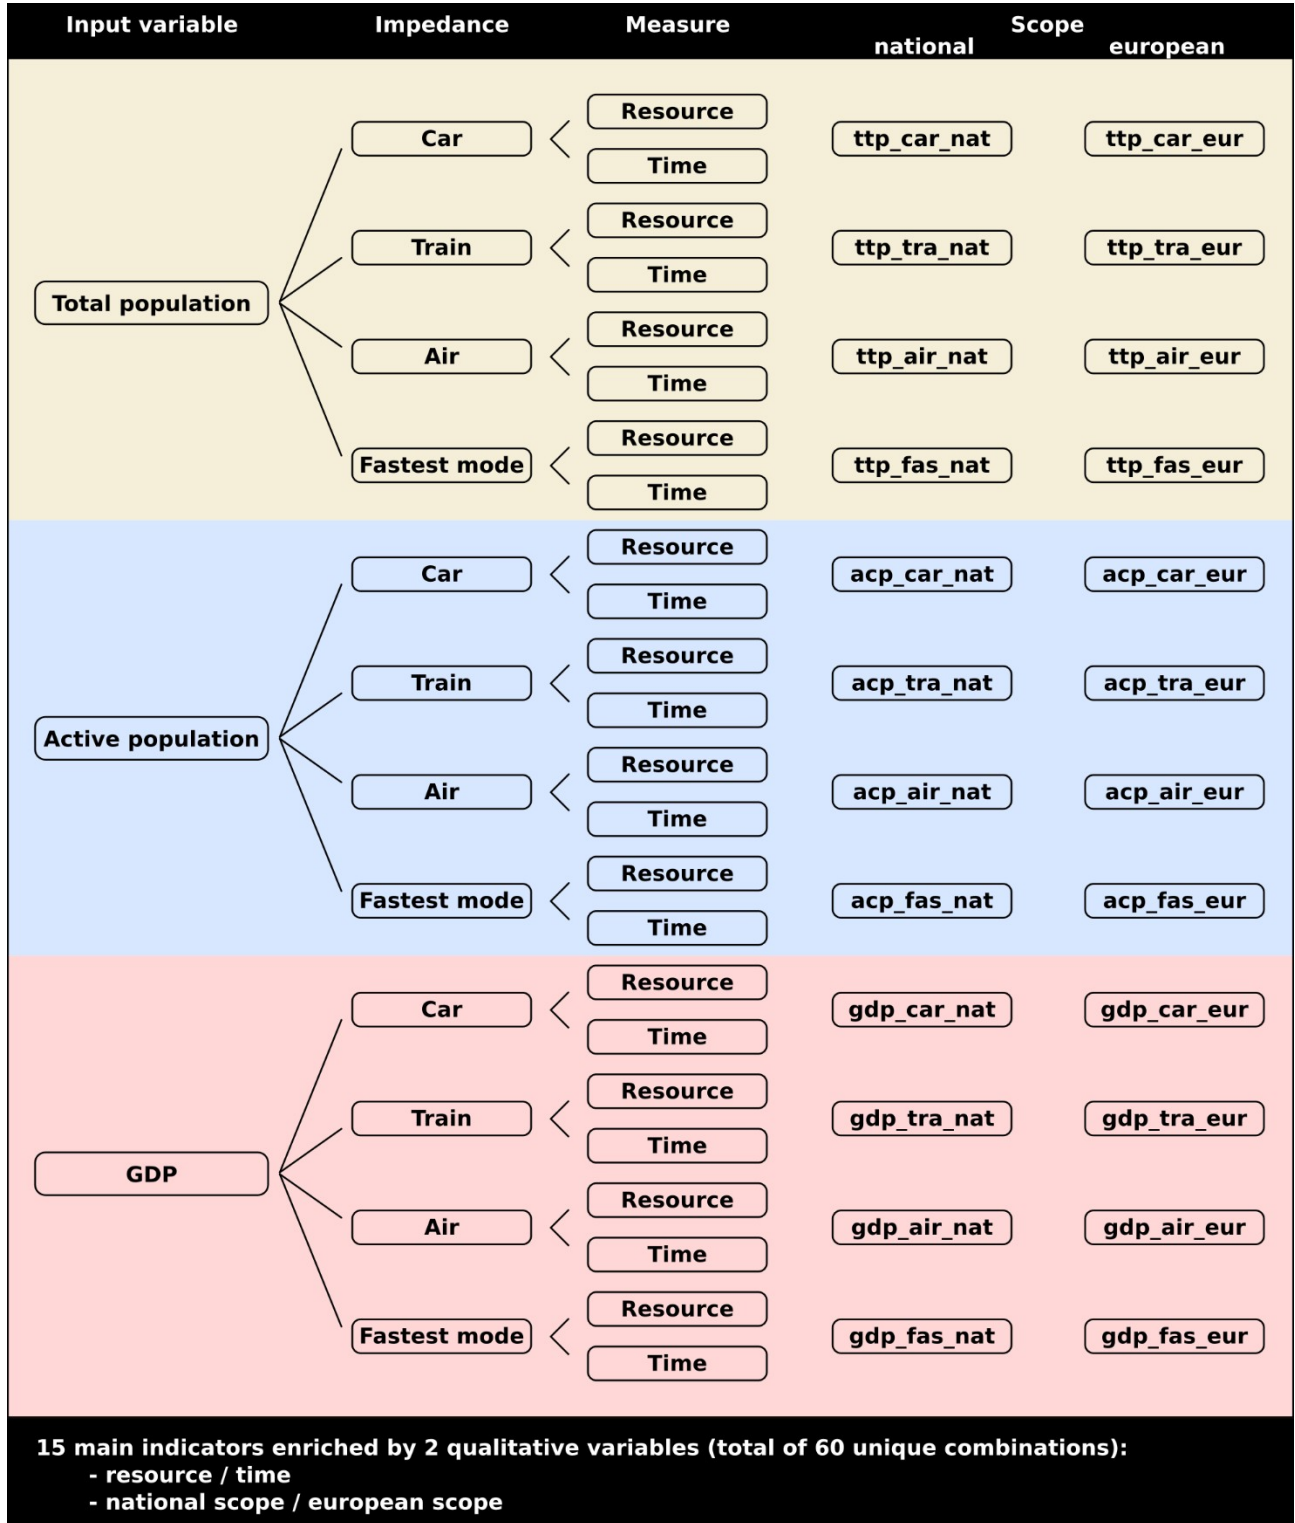 Input variable Impedance Measure Scope
national european
Resource
Car ttp_car_nat ttp_car_eur
Time
Resource
Train ttp_tra_nat ttp_tra_eur
Time
Total population
Resource
Air ttp_air_nat ttp_air_eur
Time
Resource
Fastest mode ttp_fas_nat ttp_fas_eur
Time
Resource
Car acp_car_nat acp_car_eur
Time
Resource
Train acp_tra_nat acp_tra_eur
Time
Active population
Resource
Air acp_air_nat acp_air_eur
Time
Resource
Fastest mode acp_fas_nat acp_fas_eur
Time
Resource
Car gdp_car_nat gdp_car_eur
Time
Resource
Train gdp_tra_nat gdp_tra_eur
Time
GDP
Resource
Air gdp_air_nat gdp_air_eur
Time
Resource
Fastest mode gdp_fas_nat gdp_fas_eur
Time
15 main indicators enriched by 2 qualitative variables (total of 60 unique combinations):
- resource / time
- national scope / european scope